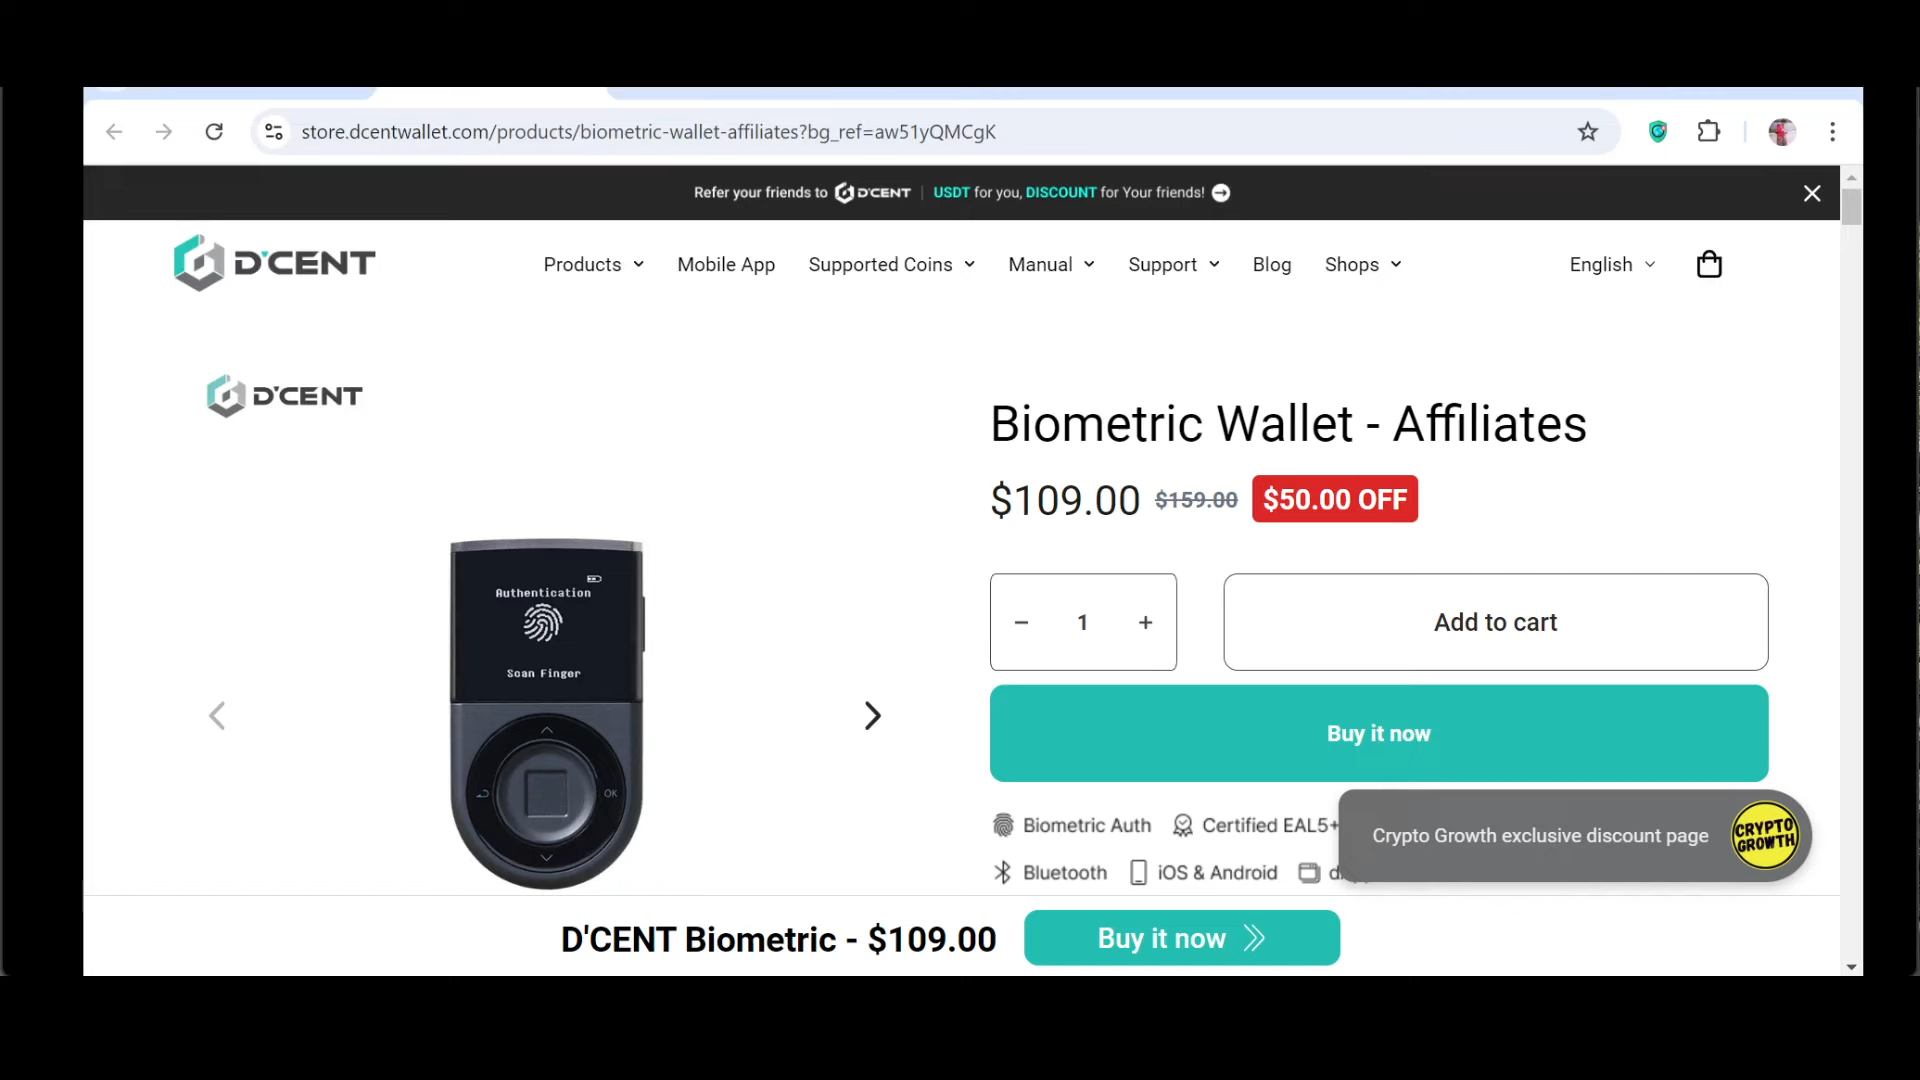 store.dcentwallet.com/products/biometric-wallet-affiliates?bg_ref=aw51yQMCgK
Refer your friends to D'CENT | USDT for you, DISCOUNT for Your friends!
D'CENT
Products Mobile App Supported Coins Manual Support Blog Shops English
D'CENT
Biometric Wallet - Affiliates
$109.00 $159.00 $50.00 OFF
Authentication
Scan Finger
OK
− 1 + Add to cart
Buy it now
Biometric Auth Certified EAL5+
Bluetooth iOS & Android
Crypto Growth exclusive discount page
CRYPTO
GROWTH
D'CENT Biometric - $109.00 Buy it now